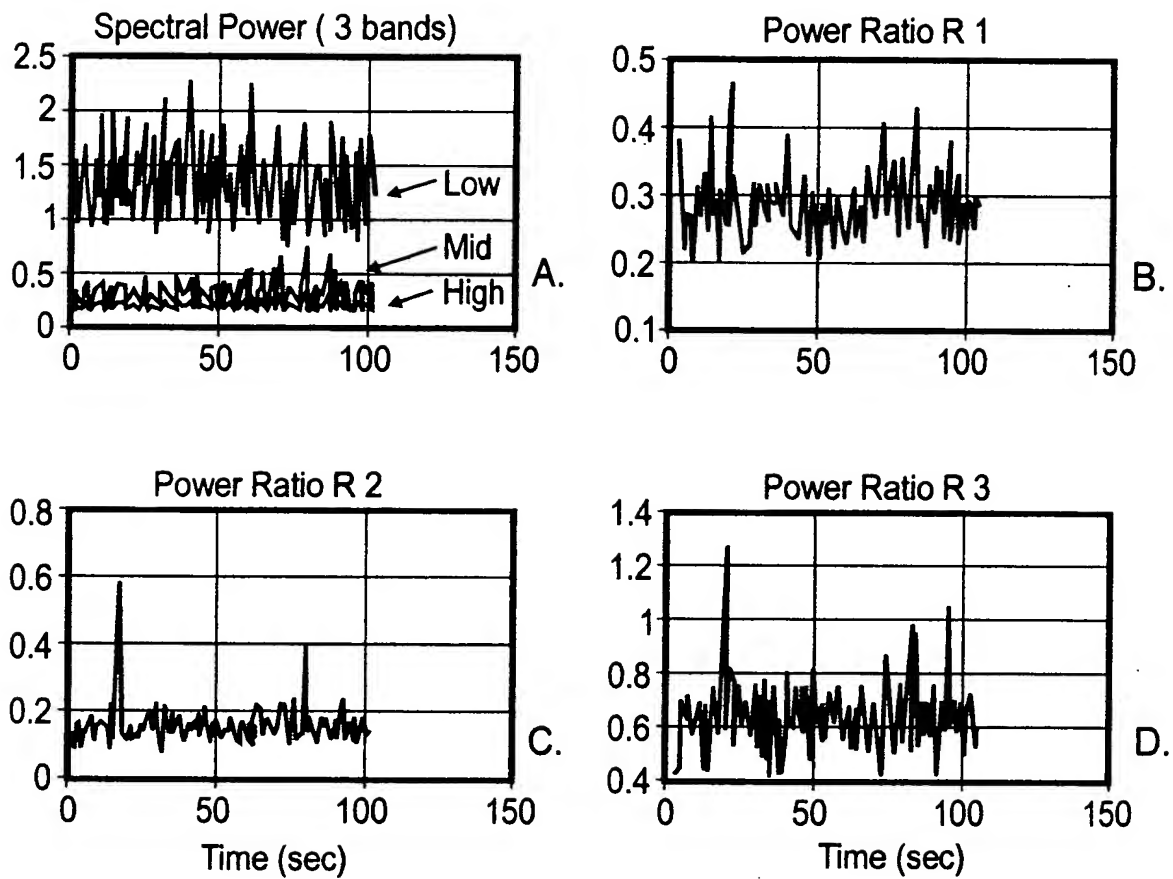 Spectral Power ( 3 bands)
2.5
2
1.5
1
0.5
0
0
50
100
150
Low
Mid
High
A.
Power Ratio R 1
0.5
0.4
0.3
0.2
0.1
0
50
100
150
B.
Power Ratio R 2
0.8
0.6
0.4
0.2
0
0
50
100
150
Time (sec)
C.
Power Ratio R 3
1.4
1.2
1
0.8
0.6
0.4
0
50
100
150
Time (sec)
D.